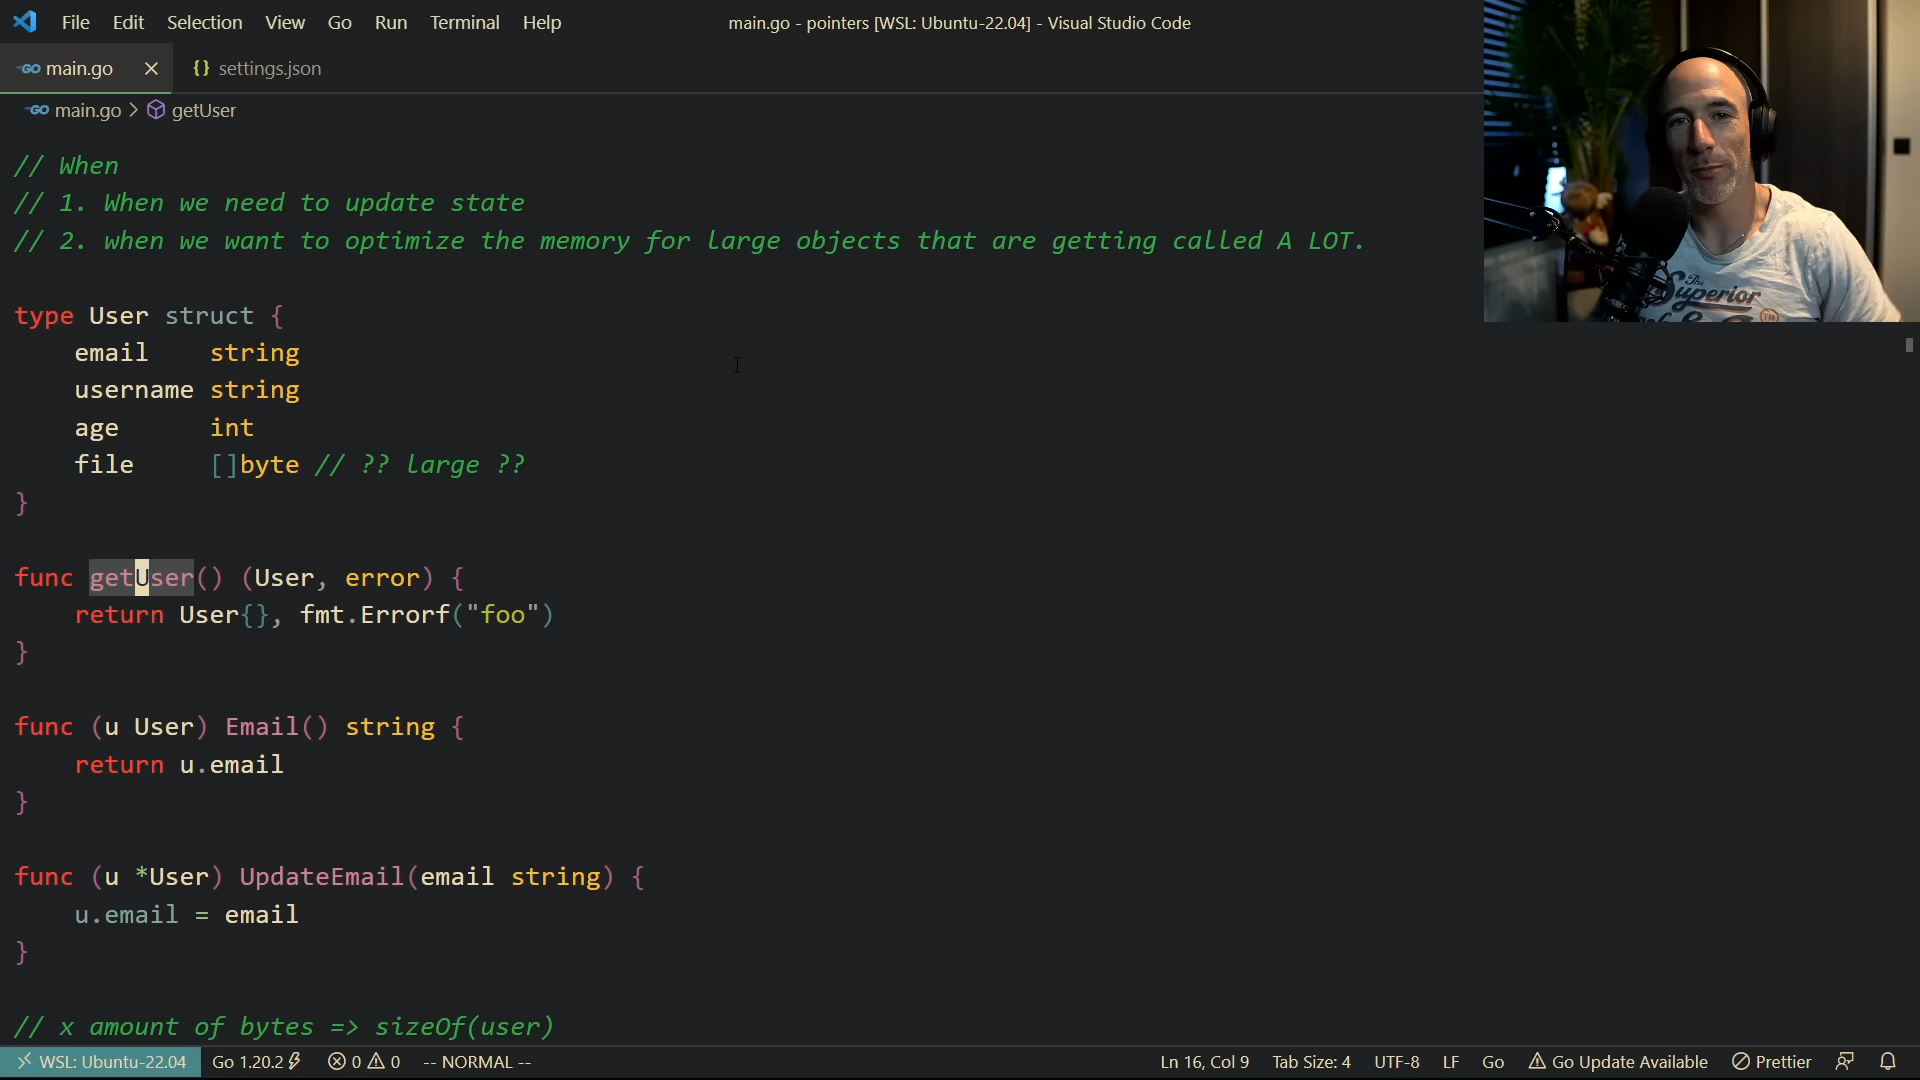 File Edit Selection View Go Run Terminal Help
main.go - pointers [WSL: Ubuntu-22.04] - Visual Studio Code
main.go
{} settings.json
main.go > getUser
// When
// 1. When we need to update state
// 2. when we want to optimize the memory for large objects that are getting called A LOT.
type User struct {
    email    string
    username string
    age      int
    file     []byte // ?? large ??
}
func getUser() (User, error) {
    return User{}, fmt.Errorf("foo")
}
func (u User) Email() string {
    return u.email
}
func (u *User) UpdateEmail(email string) {
    u.email = email
}
// x amount of bytes => sizeOf(user)
The
Superior
TM
WSL: Ubuntu-22.04 Go 1.20.2 0 0 -- NORMAL --
Ln 16, Col 9 Tab Size: 4 UTF-8 LF Go Go Update Available Prettier